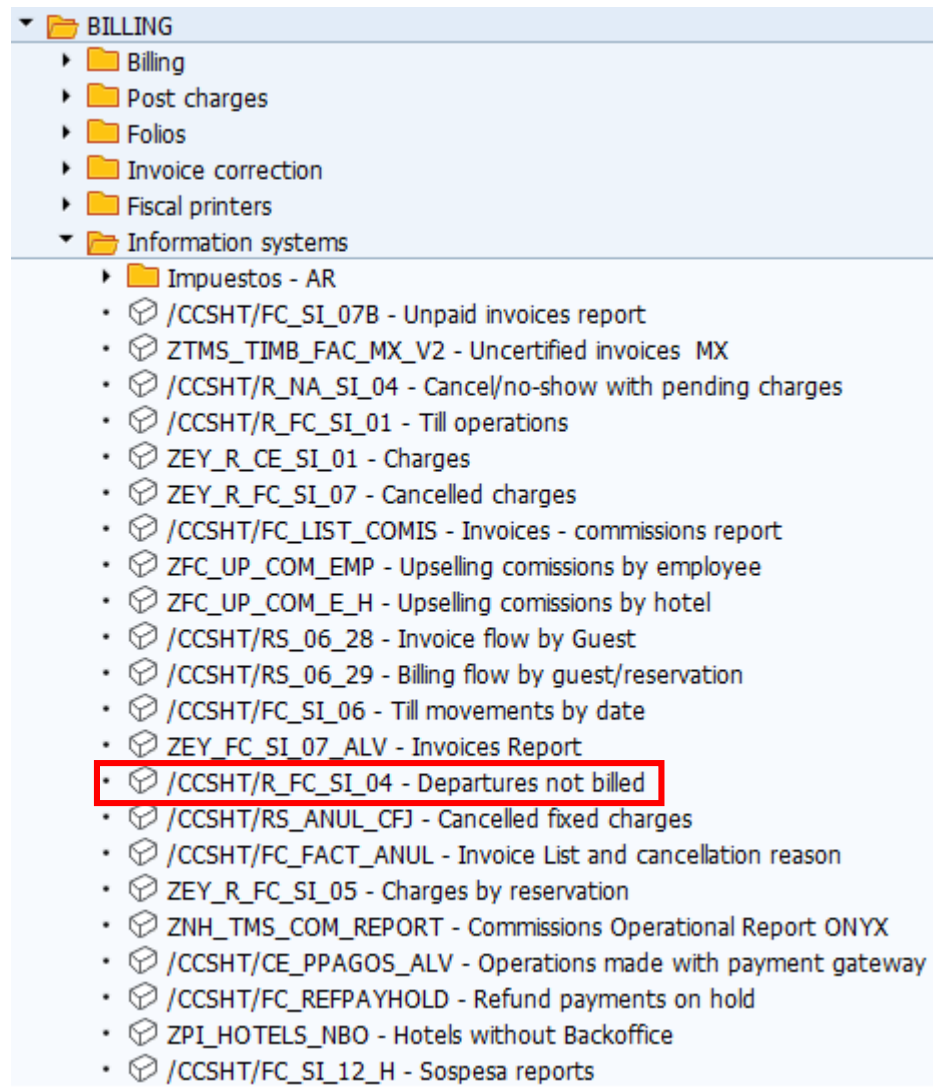 BILLING
Billing
Post charges
Folios
Invoice correction
Fiscal printers
Information systems
Impuestos - AR
/CCSHT/FC_SI_07B - Unpaid invoices report
ZTMS_TIMB_FAC_MX_V2 - Uncertified invoices  MX
/CCSHT/R_NA_SI_04 - Cancel/no-show with pending charges
/CCSHT/R_FC_SI_01 - Till operations
ZEY_R_CE_SI_01 - Charges
ZEY_R_FC_SI_07 - Cancelled charges
/CCSHT/FC_LIST_COMIS - Invoices - commissions report
ZFC_UP_COM_EMP - Upselling comissions by employee
ZFC_UP_COM_E_H - Upselling comissions by hotel
/CCSHT/RS_06_28 - Invoice flow by Guest
/CCSHT/RS_06_29 - Billing flow by guest/reservation
/CCSHT/FC_SI_06 - Till movements by date
ZEY_FC_SI_07_ALV - Invoices Report
/CCSHT/R_FC_SI_04 - Departures not billed
/CCSHT/RS_ANUL_CFJ - Cancelled fixed charges
/CCSHT/FC_FACT_ANUL - Invoice List and cancellation reason
ZEY_R_FC_SI_05 - Charges by reservation
ZNH_TMS_COM_REPORT - Commissions Operational Report ONYX
/CCSHT/CE_PPAGOS_ALV - Operations made with payment gateway
/CCSHT/FC_REFPAYHOLD - Refund payments on hold
ZPI_HOTELS_NBO - Hotels without Backoffice
/CCSHT/FC_SI_12_H - Sospesa reports